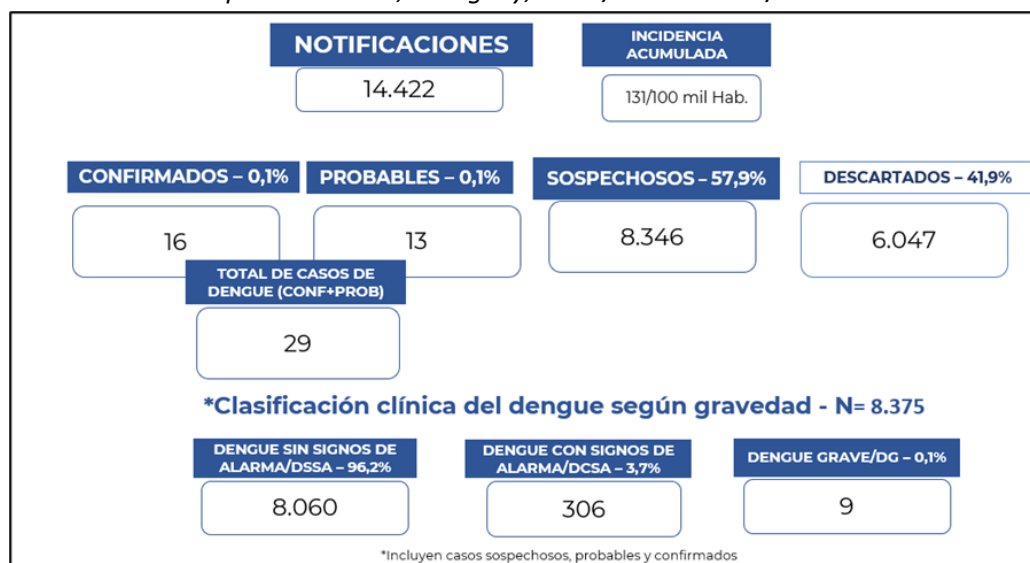 NOTIFICACIONES
14.422
INCIDENCIA
ACUMULADA
131/100 mil Hab.
CONFIRMADOS – 0,1%
16
PROBABLES – 0,1%
13
SOSPECHOSOS – 57,9%
8.346
DESCARTADOS – 41,9%
6.047
TOTAL DE CASOS DE
DENGUE (CONF+PROB)
29
*Clasificación clínica del dengue según gravedad - N= 8.375
DENGUE SIN SIGNOS DE
ALARMA/DSSA – 96,2%
8.060
DENGUE CON SIGNOS DE
ALARMA/DCSA – 3,7%
306
DENGUE GRAVE/DG – 0,1%
9
*Incluyen casos sospechosos, probables y confirmados